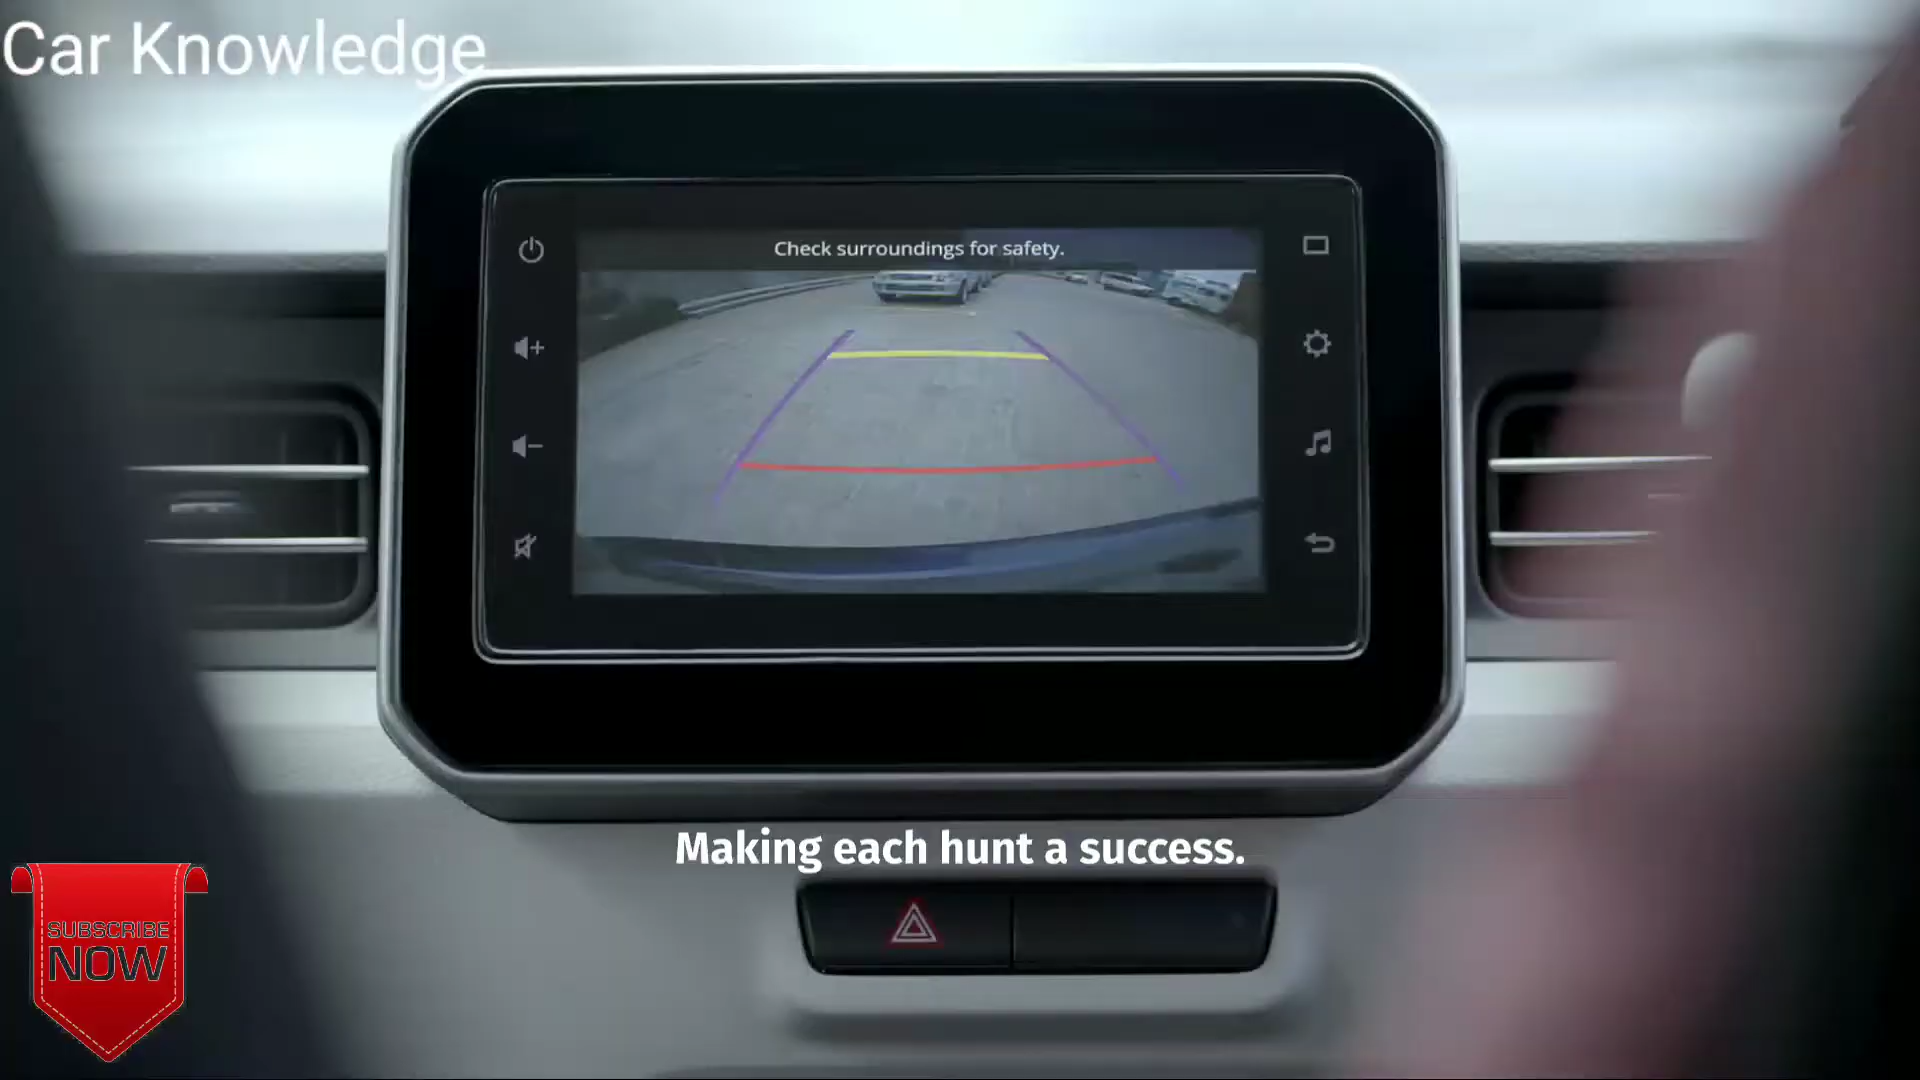 Car Knowledge
Check surroundings for safety.
Making each hunt a success.
SUBSCRIBE
NOW